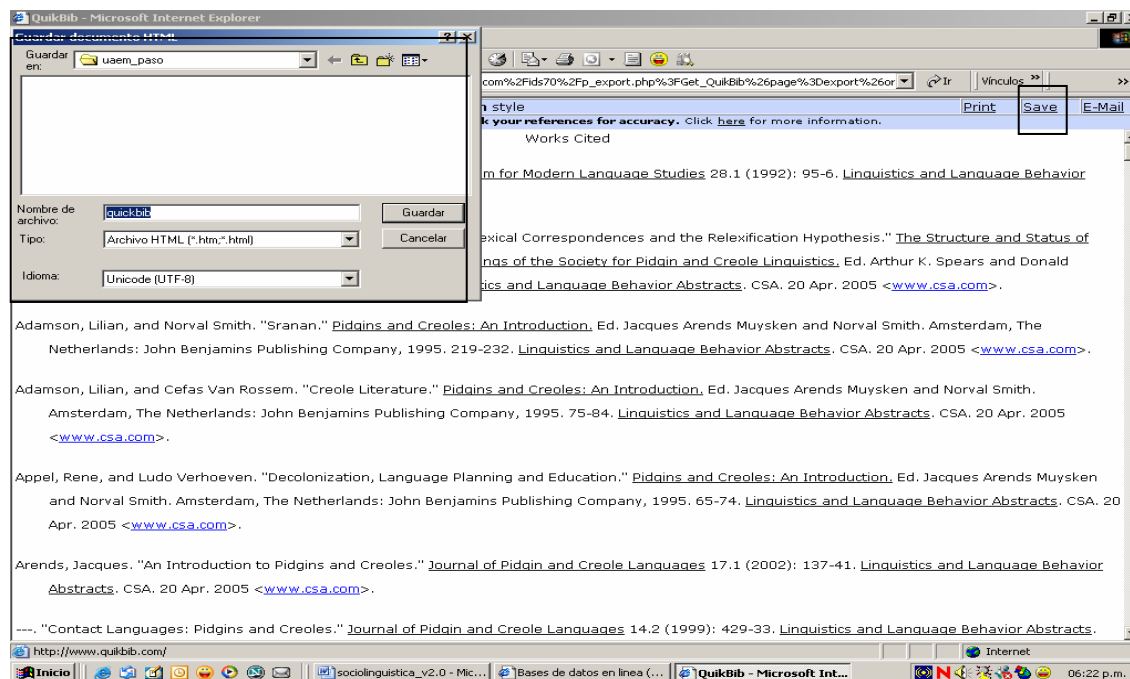 QuikBib - Microsoft Internet Explorer
Guardar documento HTML
Guardar en: uaem_paso
Nombre de archivo: quickbib Guardar
Tipo: Archivo HTML (*.htm;*.html) Cancelar
Idioma: Unicode (UTF-8)
com%2Fids70%2Fp_export.php%3FGet_QuikBib%26page%3Dexport%26or Ir Vínculos »
style Print Save E-Mail
k your references for accuracy. Click here for more information.
Works Cited
m for Modern Language Studies 28.1 (1992): 95-6. Linguistics and Language Behavior
exical Correspondences and the Relexification Hypothesis." The Structure and Status of
ngs of the Society for Pidgin and Creole Linguistics. Ed. Arthur K. Spears and Donald
tics and Language Behavior Abstracts. CSA. 20 Apr. 2005 <www.csa.com>.
Adamson, Lilian, and Norval Smith. "Sranan." Pidgins and Creoles: An Introduction. Ed. Jacques Arends Muysken and Norval Smith. Amsterdam, The
Netherlands: John Benjamins Publishing Company, 1995. 219-232. Linguistics and Language Behavior Abstracts. CSA. 20 Apr. 2005 <www.csa.com>.
Adamson, Lilian, and Cefas Van Rossem. "Creole Literature." Pidgins and Creoles: An Introduction. Ed. Jacques Arends Muysken and Norval Smith.
Amsterdam, The Netherlands: John Benjamins Publishing Company, 1995. 75-84. Linguistics and Language Behavior Abstracts. CSA. 20 Apr. 2005
<www.csa.com>.
Appel, Rene, and Ludo Verhoeven. "Decolonization, Language Planning and Education." Pidgins and Creoles: An Introduction. Ed. Jacques Arends Muysken
and Norval Smith. Amsterdam, The Netherlands: John Benjamins Publishing Company, 1995. 65-74. Linguistics and Language Behavior Abstracts. CSA. 20
Apr. 2005 <www.csa.com>.
Arends, Jacques. "An Introduction to Pidgins and Creoles." Journal of Pidgin and Creole Languages 17.1 (2002): 137-41. Linguistics and Language Behavior
Abstracts. CSA. 20 Apr. 2005 <www.csa.com>.
---. "Contact Languages: Pidgins and Creoles." Journal of Pidgin and Creole Languages 14.2 (1999): 429-33. Linguistics and Language Behavior Abstracts.
http://www.quikbib.com/ Internet
Inicio sociolinguistica_v2.0 - Mic... Bases de datos en linea (... QuikBib - Microsoft Int... 06:22 p.m.